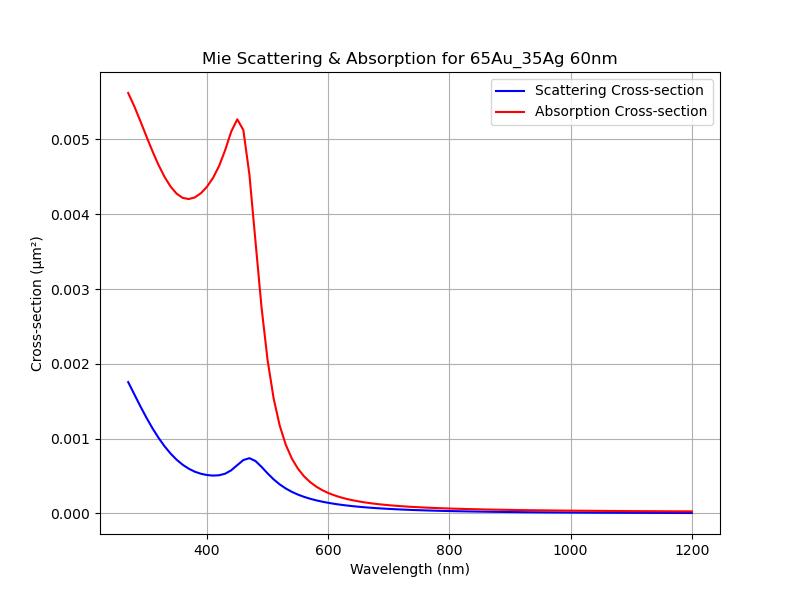 Mie Scattering & Absorption for 65Au_35Ag 60nm
Scattering Cross-section
Absorption Cross-section
Cross-section (µm²)
0.005
0.004
0.003
0.002
0.001
0.000
400 600 800 1000 1200
Wavelength (nm)